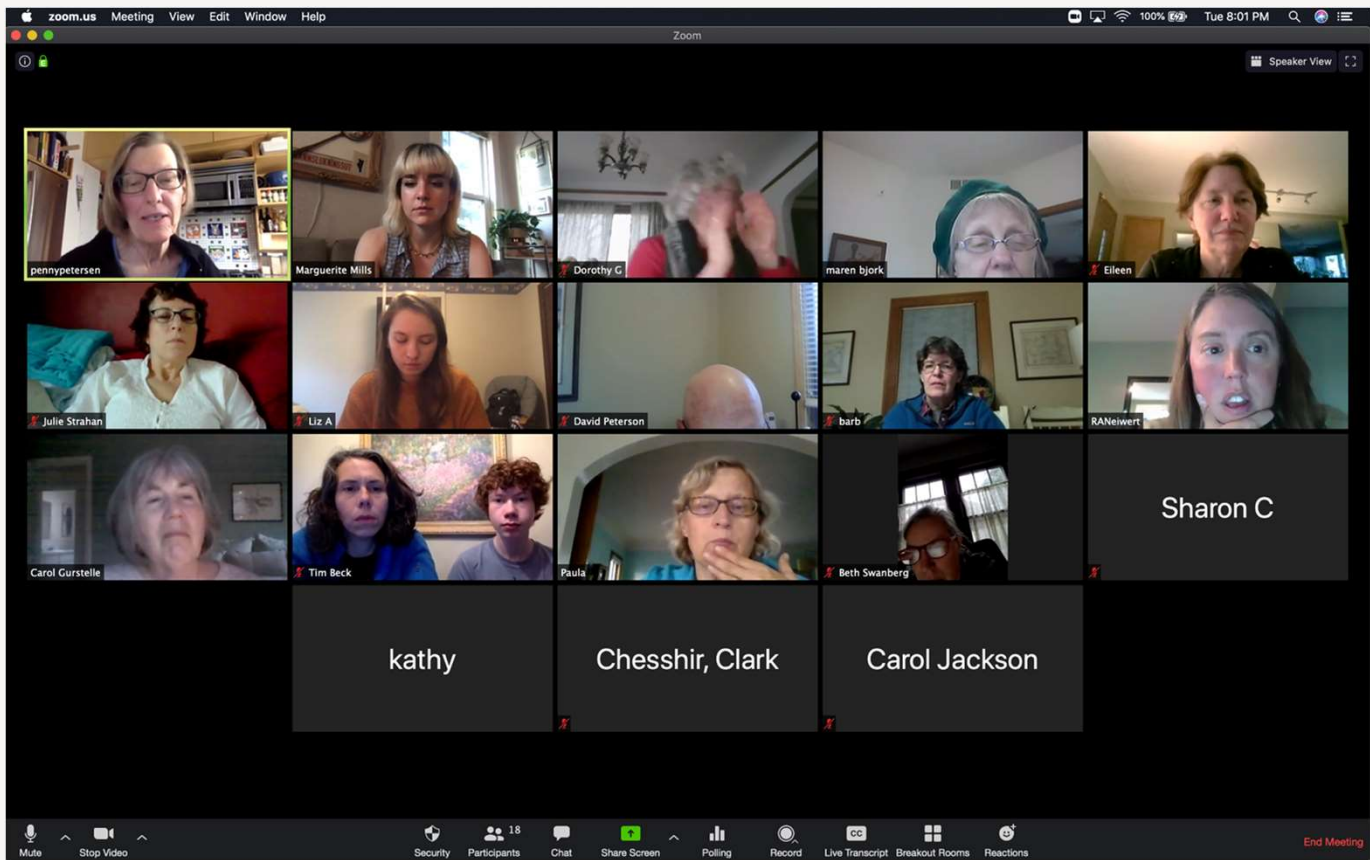 zoom.us Meeting View Edit Window Help 100% Tue 8:01 PM
Zoom
Speaker View
pennypetersen
Marguerite Mills
Dorothy G
maren bjork
Eileen
Julie Strahan
Liz A
David Peterson
barb
RANeiwert
Carol Gurstelle
Tim Beck
Paula
Beth Swanberg
Sharon C
kathy
Chesshir, Clark
Carol Jackson
Mute
Stop Video
Security
Participants 18
Chat
Share Screen
Polling
Record
CC
Live Transcript
Breakout Rooms
Reactions
End Meeting